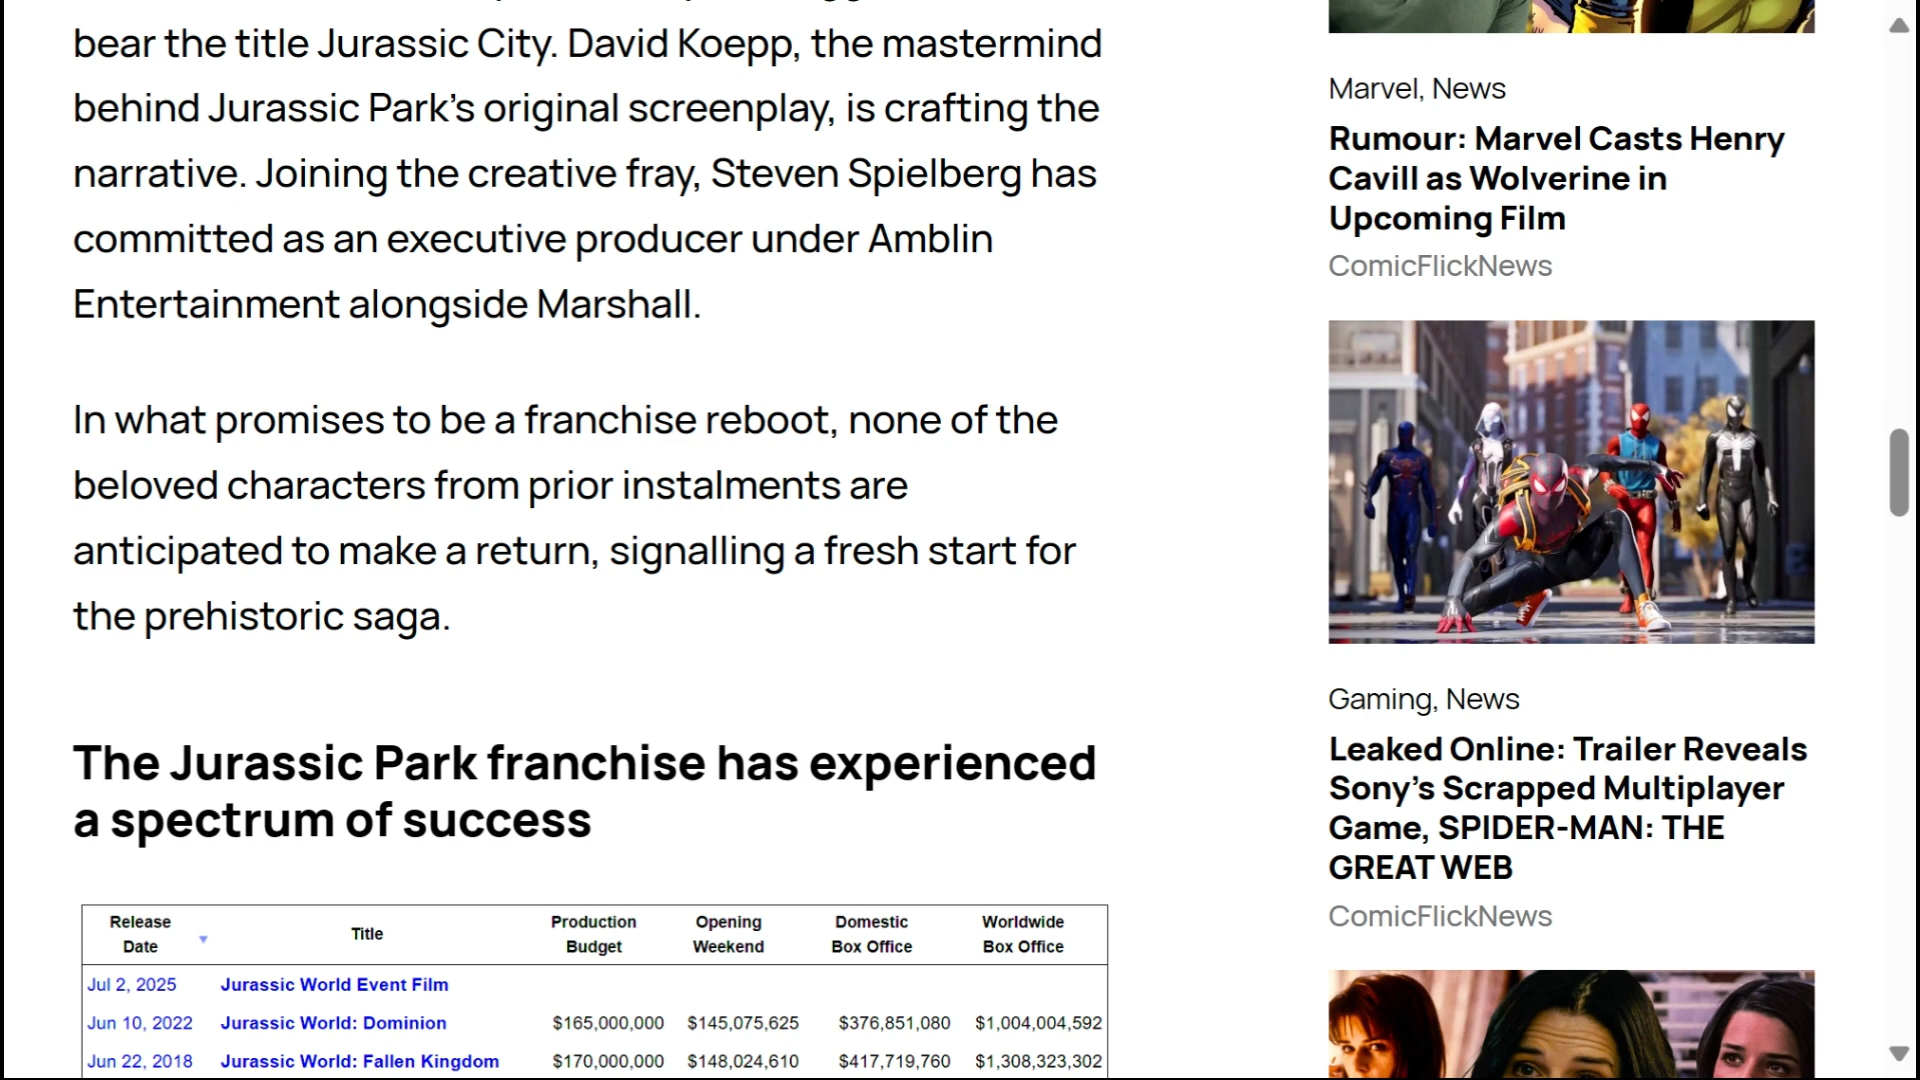 bear the title Jurassic City. David Koepp, the mastermind
behind Jurassic Park’s original screenplay, is crafting the
narrative. Joining the creative fray, Steven Spielberg has
committed as an executive producer under Amblin
Entertainment alongside Marshall.
In what promises to be a franchise reboot, none of the
beloved characters from prior instalments are
anticipated to make a return, signalling a fresh start for
the prehistoric saga.
The Jurassic Park franchise has experienced
a spectrum of success
Release Date Title Production Budget Opening Weekend Domestic Box Office Worldwide Box Office
Jul 2, 2025 Jurassic World Event Film
Jun 10, 2022 Jurassic World: Dominion $165,000,000 $145,075,625 $376,851,080 $1,004,004,592
Jun 22, 2018 Jurassic World: Fallen Kingdom $170,000,000 $148,024,610 $417,719,760 $1,308,323,302
Marvel, News
Rumour: Marvel Casts Henry
Cavill as Wolverine in
Upcoming Film
ComicFlickNews
Gaming, News
Leaked Online: Trailer Reveals
Sony’s Scrapped Multiplayer
Game, SPIDER-MAN: THE
GREAT WEB
ComicFlickNews